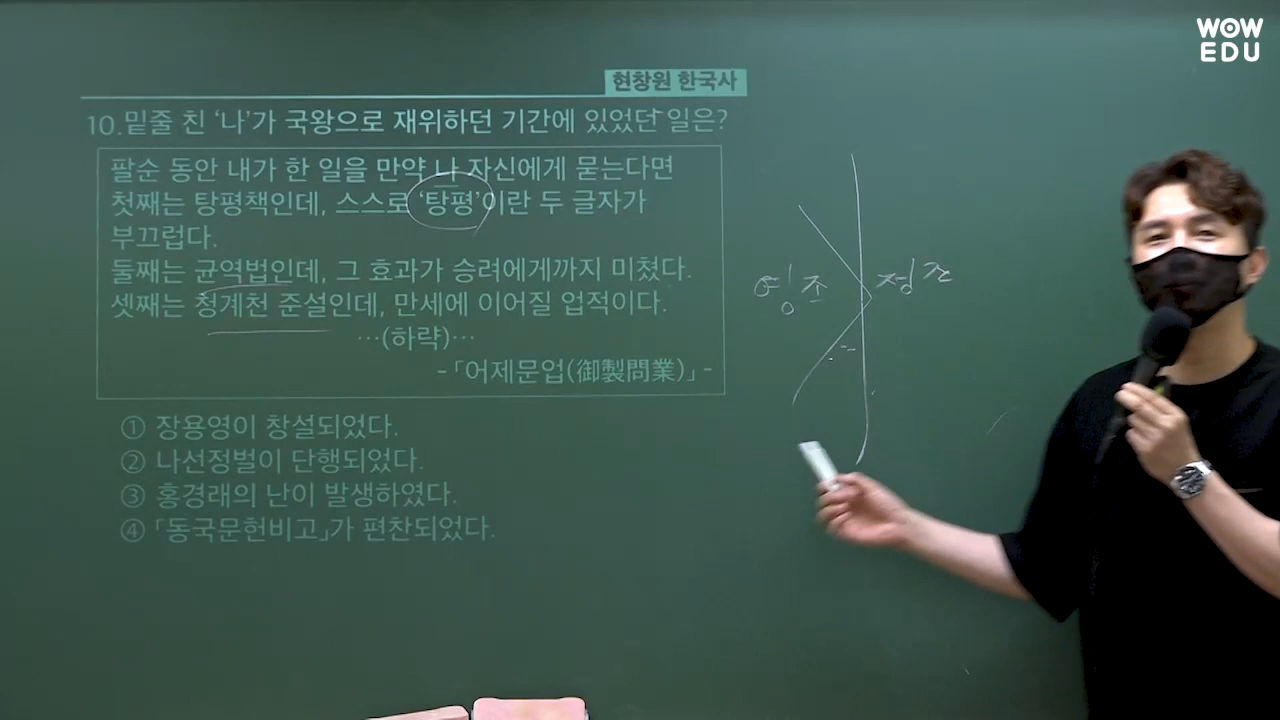 WOW
EDU
현창원 한국사
10.밑줄 친 ‘나’가 국왕으로 재위하던 기간에 있었던 일은?
팔순 동안 내가 한 일을 만약 나 자신에게 묻는다면
첫째는 탕평책인데, 스스로 ‘탕평’이란 두 글자가
부끄럽다.
둘째는 균역법인데, 그 효과가 승려에게까지 미쳤다.
셋째는 청계천 준설인데, 만세에 이어질 업적이다.
…(하략)…
-「어제문업(御製問業)」-
① 장용영이 창설되었다.
② 나선정벌이 단행되었다.
③ 홍경래의 난이 발생하였다.
④「동국문헌비고」가 편찬되었다.
영조 정조